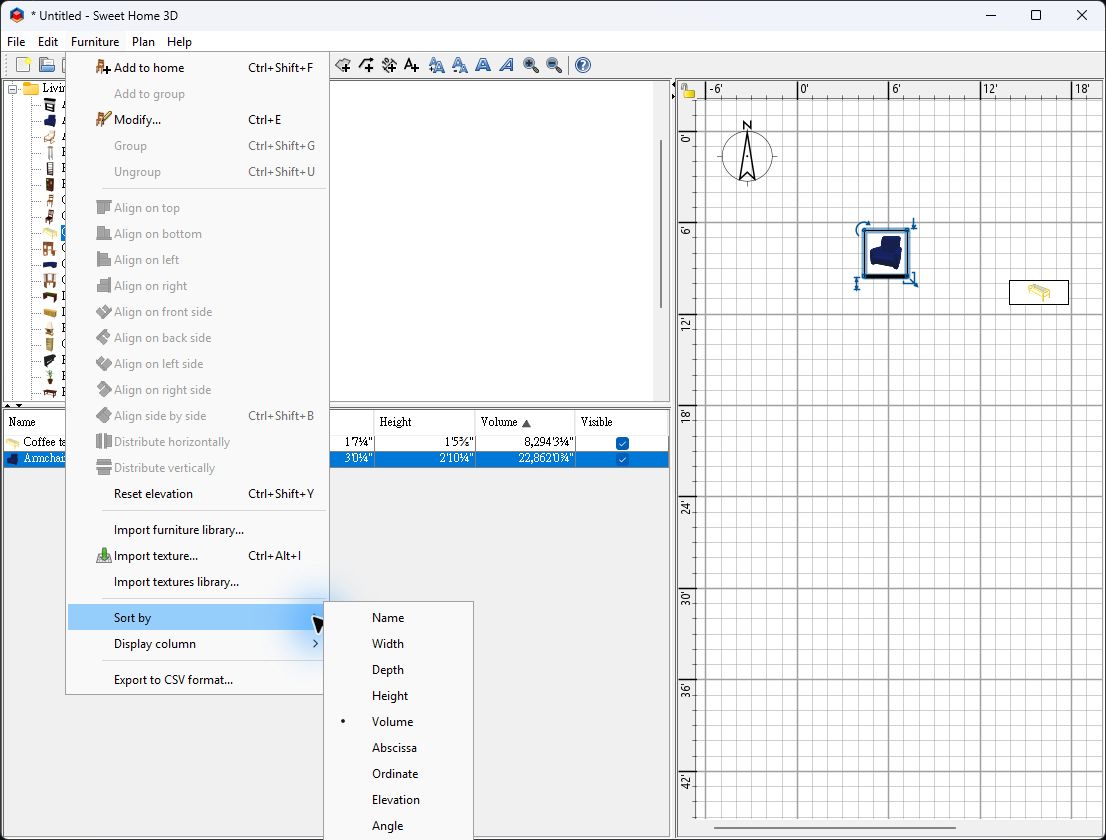 * Untitled - Sweet Home 3D
File Edit Furniture Plan Help
Add to home Ctrl+Shift+F
Add to group
Modify... Ctrl+E
Group Ctrl+Shift+G
Ungroup Ctrl+Shift+U
Align on top
Align on bottom
Align on left
Align on right
Align on front side
Align on back side
Align on left side
Align on right side
Align side by side Ctrl+Shift+B
Distribute horizontally
Distribute vertically
Reset elevation Ctrl+Shift+Y
Import furniture library...
Import texture... Ctrl+Alt+I
Import textures library...
Sort by
Display column
Export to CSV format...
Name
Width
Depth
Height
Volume
Abscissa
Ordinate
Elevation
Angle
Name Height Volume Visible
Coffee 1'7¼" 1'5⅝" 8,294'3¼"
3'0¼" 2'10¼" 22,862'0¾"
-6' 0' 6' 12' 18'
0'
6'
12'
18'
24'
30'
36'
42'
N